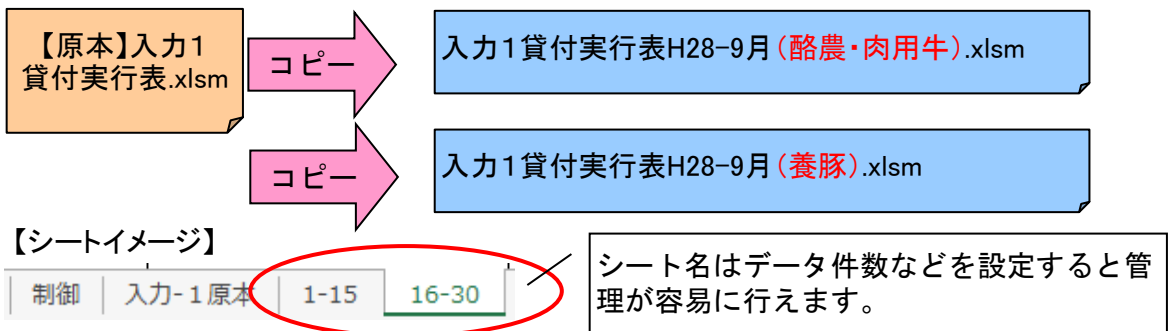 【原本】入力1
貸付実行表.xlsm
コピー
入力1貸付実行表H28-9月(酪農・肉用牛).xlsm
コピー
入力1貸付実行表H28-9月(養豚).xlsm
【シートイメージ】
制御 入力-1原本 1-15 16-30
シート名はデータ件数などを設定すると管
理が容易に行えます。